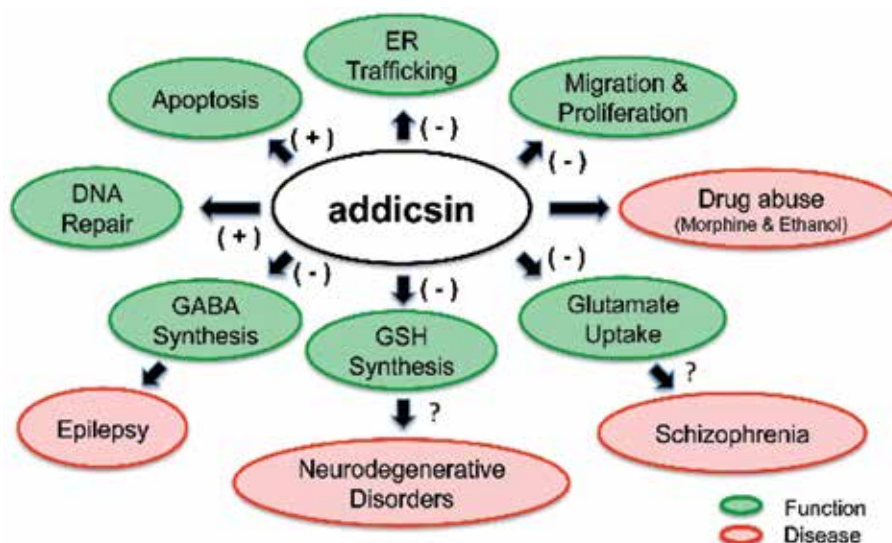 ER
Trafficking
Apoptosis
Migration &
Proliferation
( + )
( - )
( - )
DNA
Repair
addicsin
Drug abuse
(Morphine & Ethanol)
( + )
( - )
( - )
( - )
GABA
Synthesis
GSH
Synthesis
Glutamate
Uptake
?
?
Epilepsy
Schizophrenia
Neurodegenerative
Disorders
Function
Disease